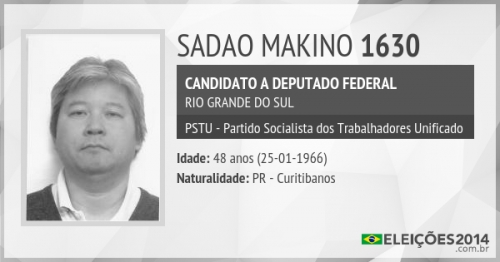 SADAO MAKINO 1630
CANDIDATO A DEPUTADO FEDERAL
RIO GRANDE DO SUL
PSTU - Partido Socialista dos Trabalhadores Unificado
Idade: 48 anos (25-01-1966)
Naturalidade: PR - Curitibanos
ELEIÇÕES2014
.com.br